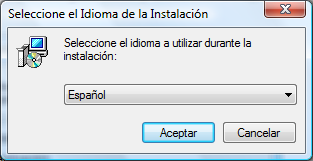 Seleccione el Idioma de la Instalación
Seleccione el idioma a utilizar durante la
instalación:
Español
Aceptar
Cancelar